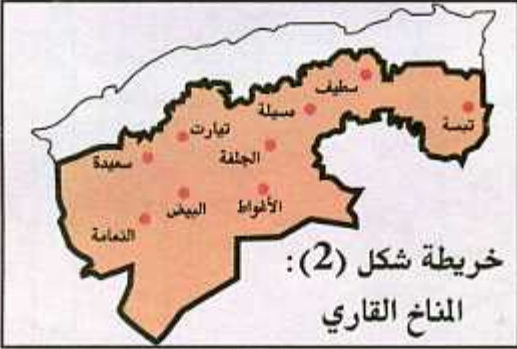 سطيف
مسيلة
تبسة
تيارت
الجلفة
سعيدة
البيض
الأغواط
النعامة
خريطة شكل (2):
المناخ القاري